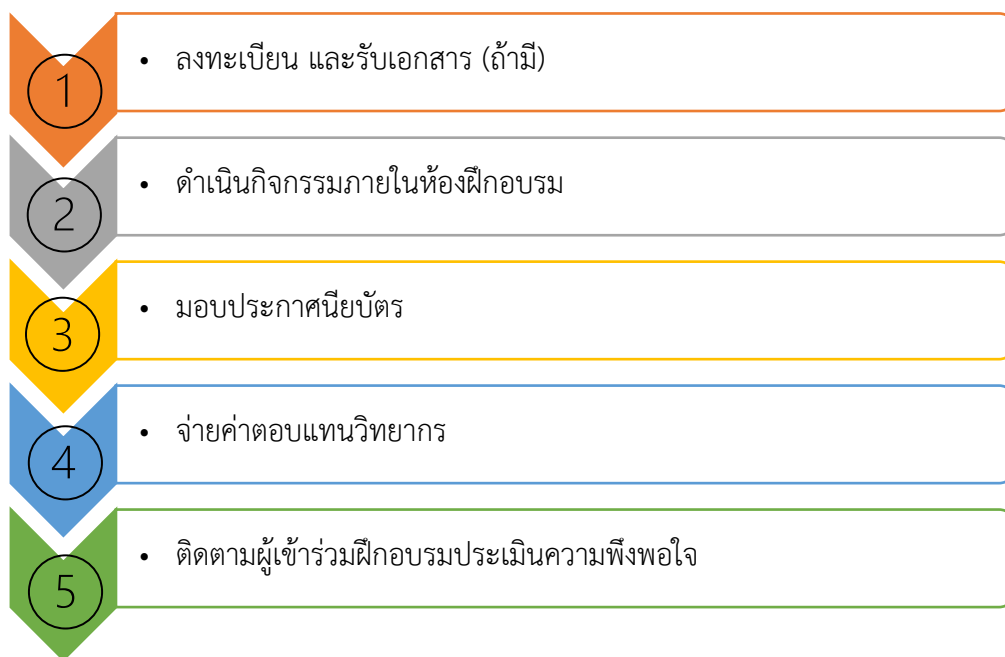 1
• ลงทะเบียน และรับเอกสาร (ถ้ามี)
2
• ดำเนินกิจกรรมภายในห้องฝึกอบรม
3
• มอบประกาศนียบัตร
4
• จ่ายค่าตอบแทนวิทยากร
5
• ติดตามผู้เข้าร่วมฝึกอบรมประเมินความพึงพอใจ